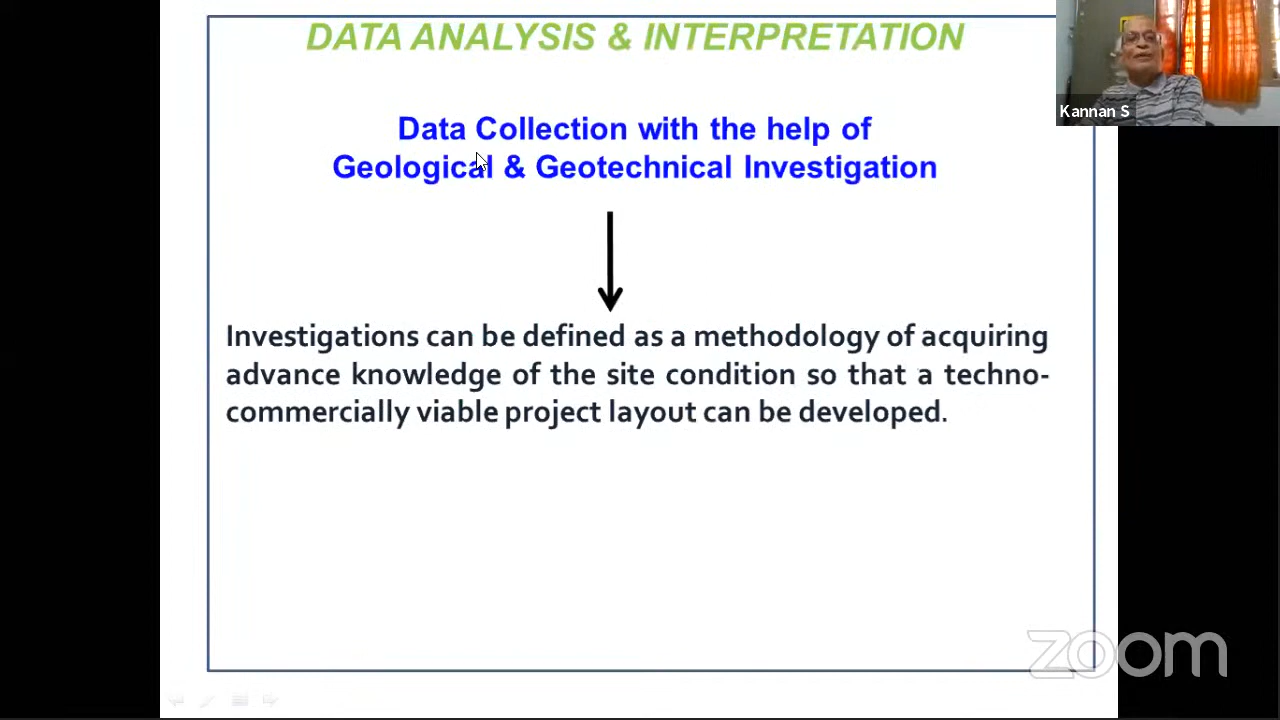 DATA ANALYSIS & INTERPRETATION
Kannan S
Data Collection with the help of
Geological & Geotechnical Investigation
Investigations can be defined as a methodology of acquiring
advance knowledge of the site condition so that a techno-
commercially viable project layout can be developed.
zoom